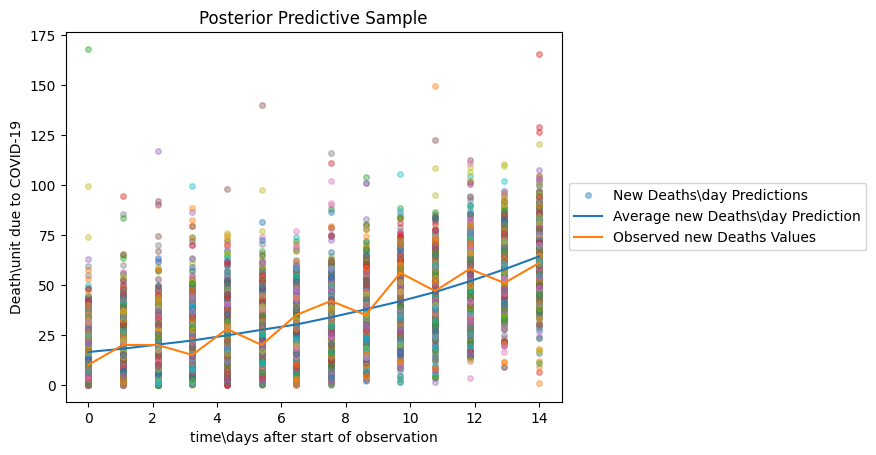 Posterior Predictive Sample
Death\unit due to COVID-19
175
150
125
100
75
50
25
0
0 2 4 6 8 10 12 14
time\days after start of observation
New Deaths\day Predictions
Average new Deaths\day Prediction
Observed new Deaths Values